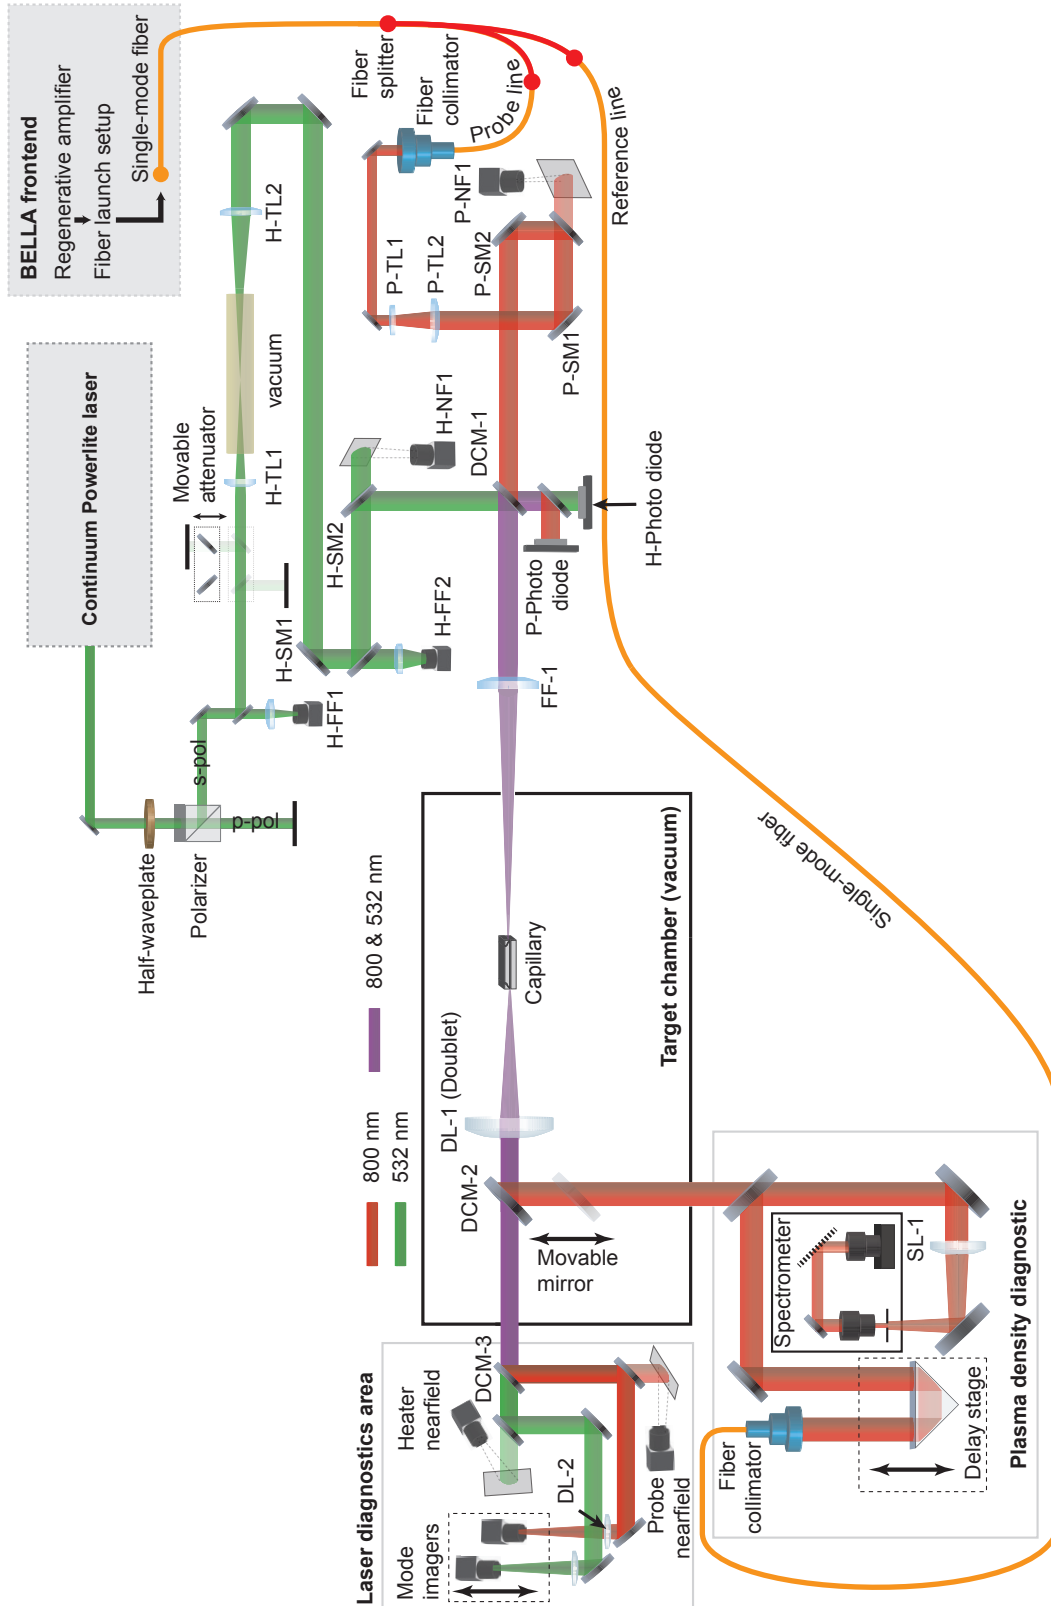 BELLA frontend
Regenerative amplifier
Fiber launch setup
Single-mode fiber
Continuum Powerlite laser
Half-waveplate
Polarizer
s-pol
p-pol
H-FF1
Movable
attenuator
H-SM1
H-TL1
vacuum
H-TL2
H-SM2
H-FF2
H-NF1
Fiber
splitter
Fiber
collimator
Probe line
Reference line
P-TL1
P-TL2
P-NF1
P-SM2
P-SM1
DCM-1
P-Photo
diode
H-Photo diode
FF-1
800 nm
532 nm
800 & 532 nm
Target chamber (vacuum)
Capillary
DL-1 (Doublet)
DCM-2
Movable
mirror
Single-mode fiber
Laser diagnostics area
DCM-3
Heater
nearfield
Mode
imagers
DL-2
Probe
nearfield
Plasma density diagnostic
Spectrometer
SL-1
Fiber
collimator
Delay stage